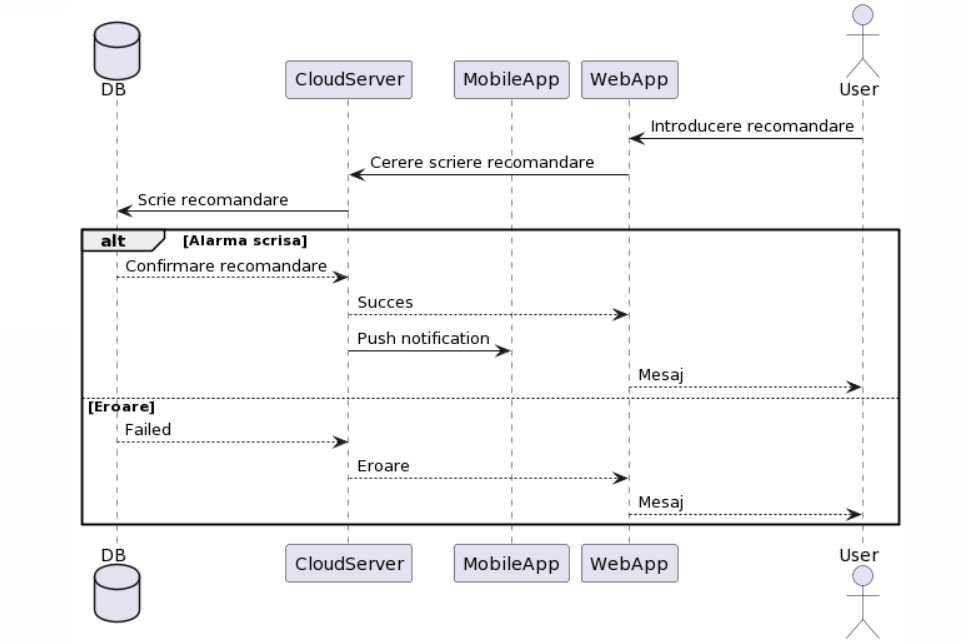 DB
CloudServer
MobileApp
WebApp
User
Introducere recomandare
Cerere scriere recomandare
Scrie recomandare
alt [Alarma scrisa]
Confirmare recomandare
Succes
Push notification
Mesaj
[Eroare]
Failed
Eroare
Mesaj
DB
CloudServer
MobileApp
WebApp
User